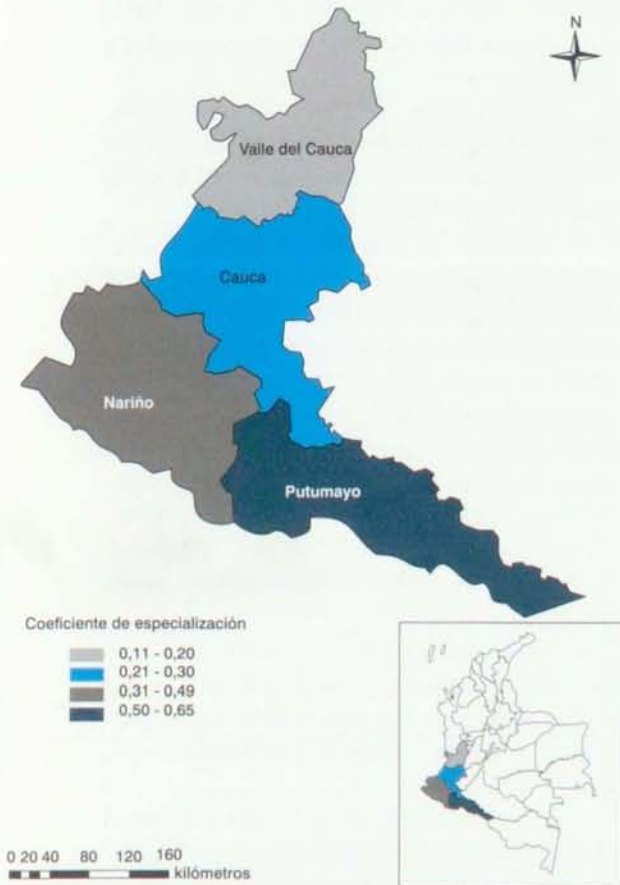 N
Valle del Cauca
Cauca
Nariño
Putumayo
Coeficiente de especialización
0,11 - 0,20
0,21 - 0,30
0,31 - 0,49
0,50 - 0,65
0 20 40 80 120 160
kilómetros